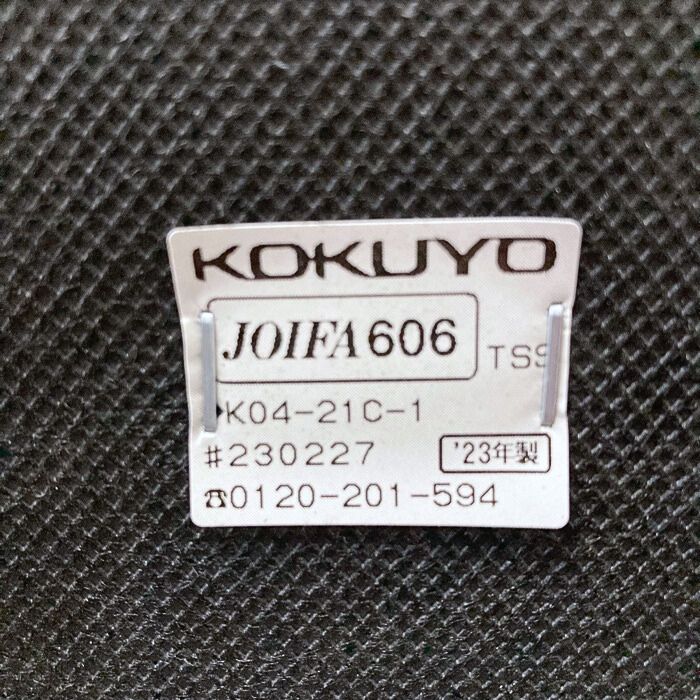 KOKUYO
JOIFA 606 TSS
◆K04-21C-1
#230227 '23年製
☎0120-201-594